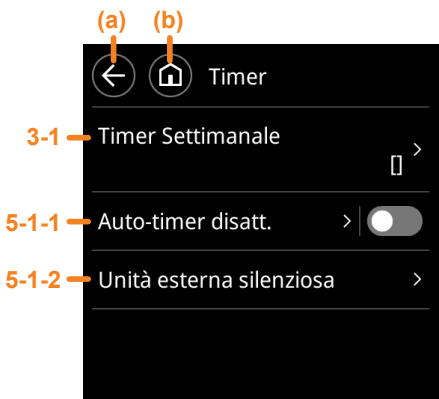 (a) (b)
Timer
3-1 Timer Settimanale
[]
5-1-1 Auto-timer disatt.
5-1-2 Unità esterna silenziosa